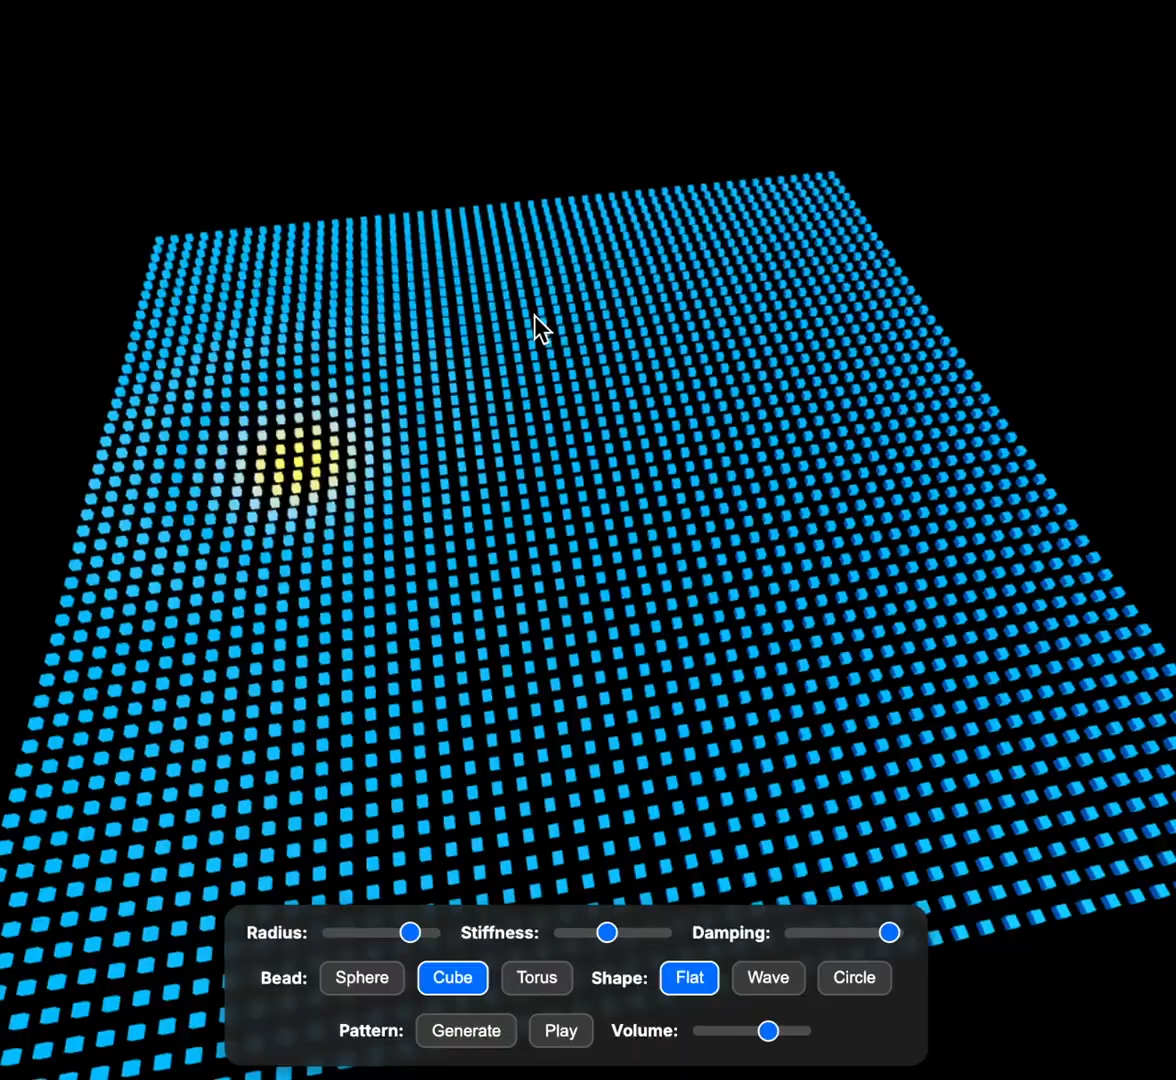 Radius: Stiffness: Damping:
Bead: Sphere Cube Torus Shape: Flat Wave Circle
Pattern: Generate Play Volume: